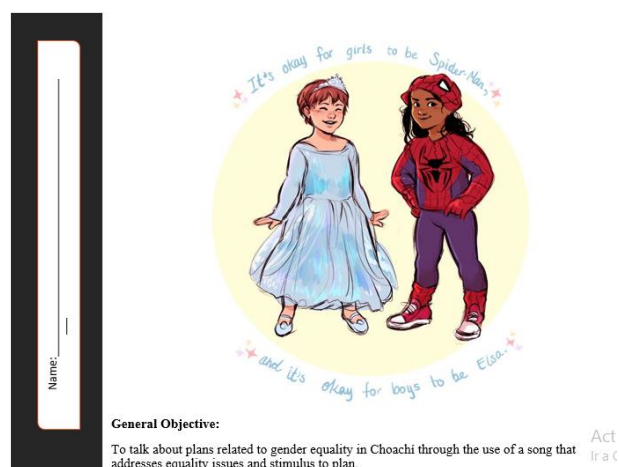 It's okay for girls to be Spider-Man,
and it's okay for boys to be Elsa.
Name:
General Objective:
To talk about plans related to gender equality in Choachí through the use of a song that
addresses equality issues and stimulus to plan.
Act
Ir a C